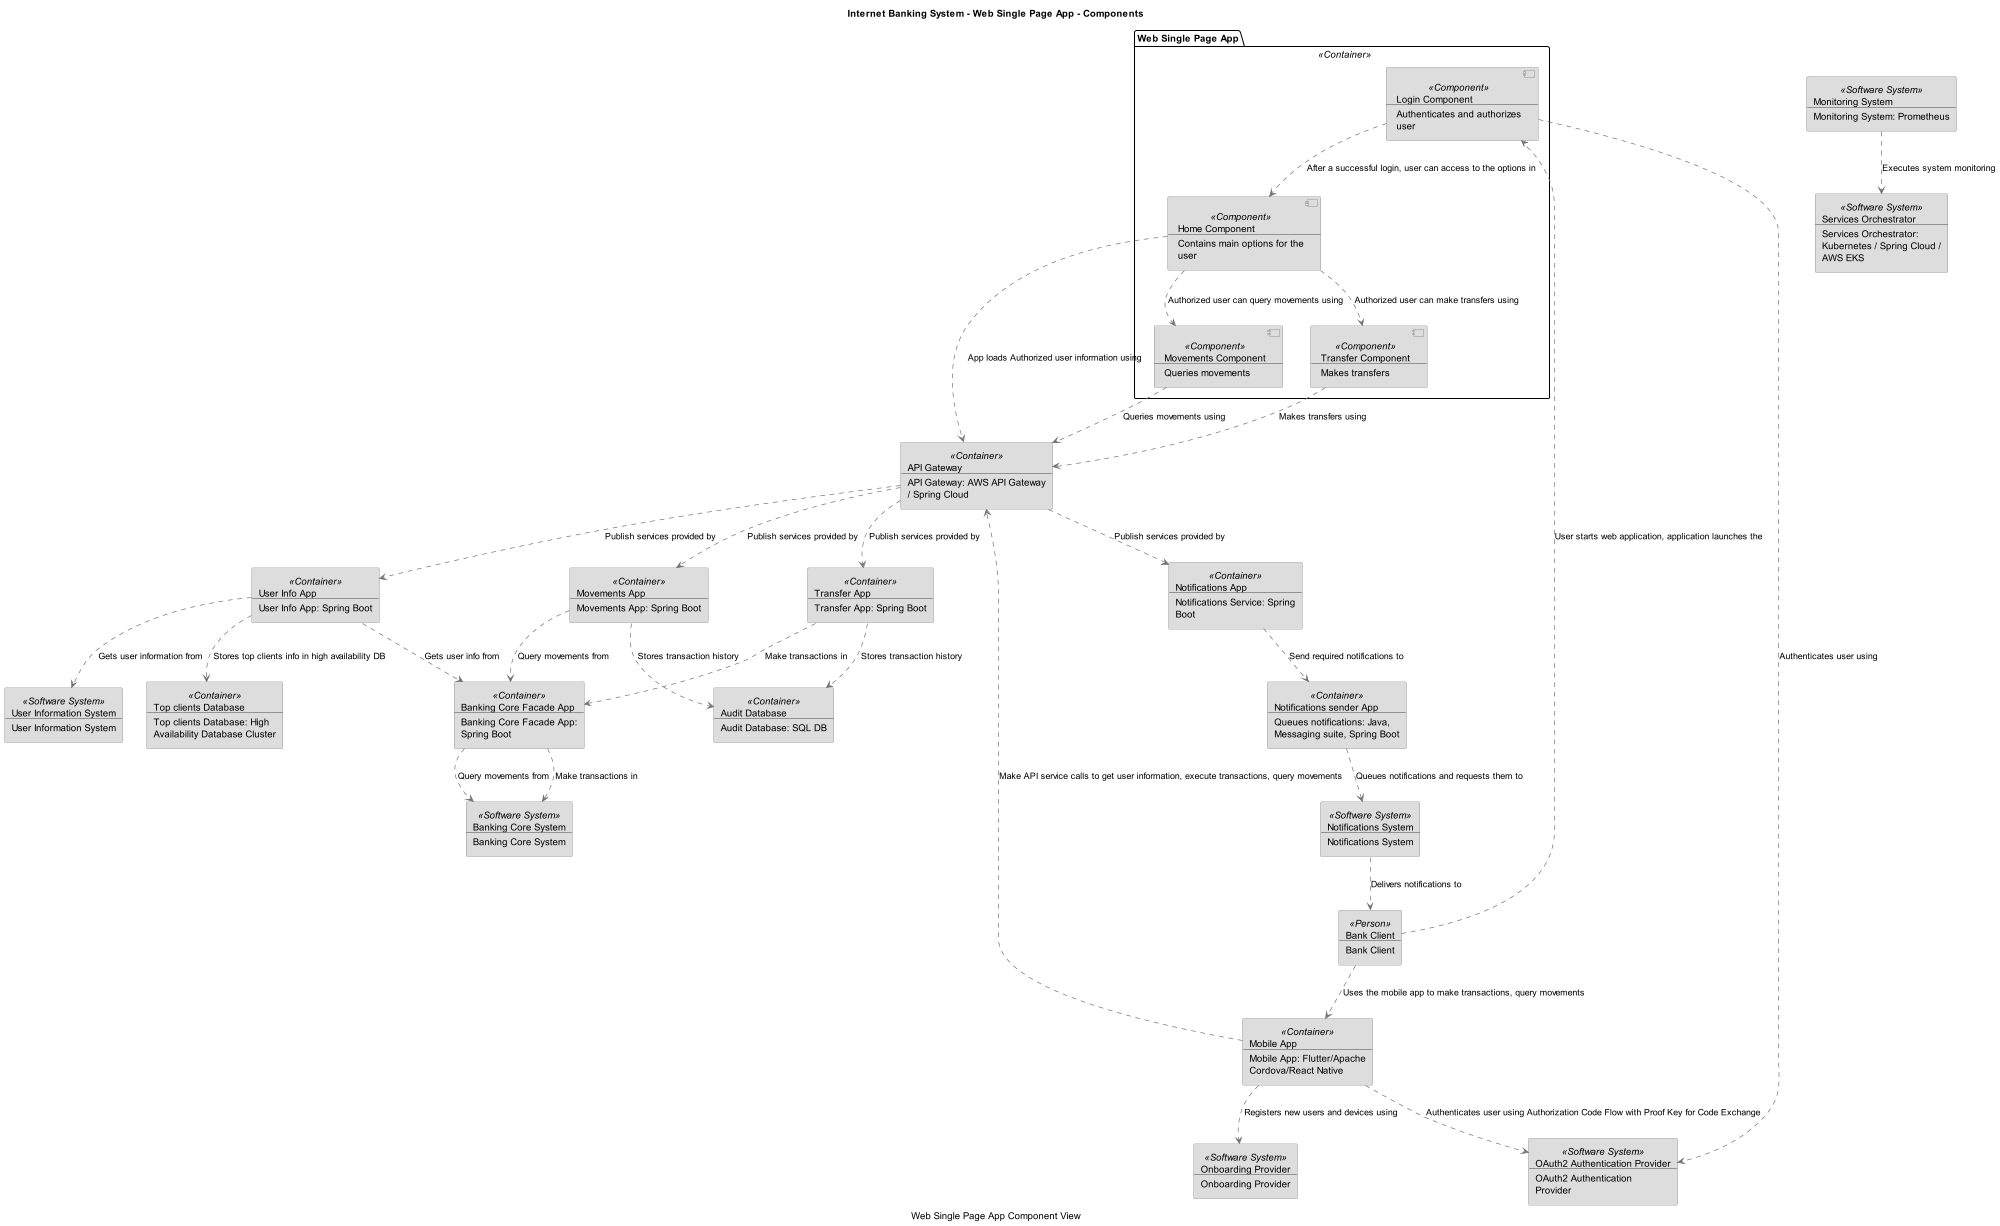 Internet Banking System - Web Single Page App - Components
Web Single Page App
«Container»
«Component»
Login Component
Authenticates and authorizes
user
«Software System»
Monitoring System
Monitoring System: Prometheus
After a successful login, user can access to the options in
Executes system monitoring
«Component»
Home Component
Contains main options for the
user
«Software System»
Services Orchestrator
Services Orchestrator:
Kubernetes / Spring Cloud /
AWS EKS
Authorized user can query movements using
Authorized user can make transfers using
App loads Authorized user information using
«Component»
Movements Component
Queries movements
«Component»
Transfer Component
Makes transfers
Queries movements using
Makes transfers using
«Container»
API Gateway
API Gateway: AWS API Gateway
/ Spring Cloud
Publish services provided by
Publish services provided by
Publish services provided by
Publish services provided by
User starts web application, application launches the
«Container»
User Info App
User Info App: Spring Boot
«Container»
Movements App
Movements App: Spring Boot
«Container»
Transfer App
Transfer App: Spring Boot
«Container»
Notifications App
Notifications Service: Spring
Boot
Gets user information from
Stores top clients info in high availability DB
Gets user info from
Query movements from
Stores transaction history
Make transactions in
Stores transaction history
Send required notifications to
Authenticates user using
«Software System»
User Information System
User Information System
«Container»
Top clients Database
Top clients Database: High
Availability Database Cluster
«Container»
Banking Core Facade App
Banking Core Facade App:
Spring Boot
«Container»
Audit Database
Audit Database: SQL DB
«Container»
Notifications sender App
Queues notifications: Java,
Messaging suite, Spring Boot
Query movements from
Make transactions in
Make API service calls to get user information, execute transactions, query movements
Queues notifications and requests them to
«Software System»
Banking Core System
Banking Core System
«Software System»
Notifications System
Notifications System
Delivers notifications to
«Person»
Bank Client
Bank Client
Uses the mobile app to make transactions, query movements
«Container»
Mobile App
Mobile App: Flutter/Apache
Cordova/React Native
Registers new users and devices using
Authenticates user using Authorization Code Flow with Proof Key for Code Exchange
«Software System»
Onboarding Provider
Onboarding Provider
«Software System»
OAuth2 Authentication Provider
OAuth2 Authentication
Provider
Web Single Page App Component View